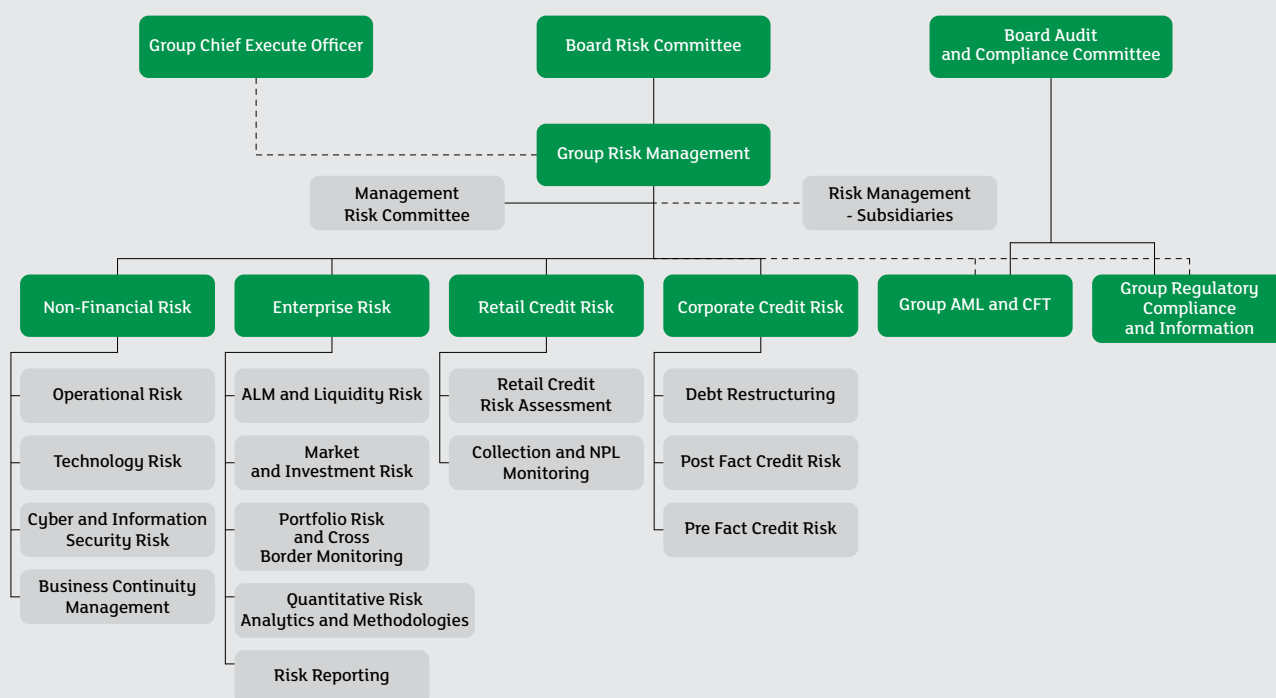 Group Chief Execute Officer
Board Risk Committee
Board Audit
and Compliance Committee
Group Risk Management
Management
Risk Committee
Risk Management
- Subsidiaries
Non-Financial Risk
Enterprise Risk
Retail Credit Risk
Corporate Credit Risk
Group AML and CFT
Group Regulatory
Compliance
and Information
Operational Risk
Technology Risk
Cyber and Information
Security Risk
Business Continuity
Management
ALM and Liquidity Risk
Market
and Investment Risk
Portfolio Risk
and Cross
Border Monitoring
Quantitative Risk
Analytics and Methodologies
Risk Reporting
Retail Credit
Risk Assessment
Collection and NPL
Monitoring
Debt Restructuring
Post Fact Credit Risk
Pre Fact Credit Risk